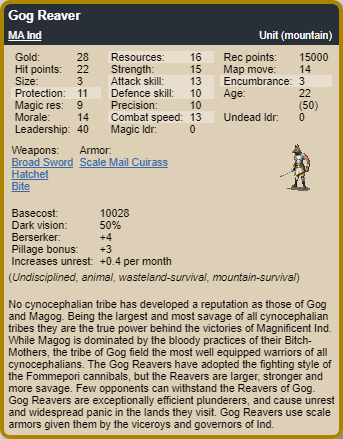 Gog Reaver
MA Ind Unit (mountain)
Gold: 28 Resources: 16 Rec points: 15000
Hit points: 22 Strength: 15 Map move: 14
Size: 3 Attack skill: 13 Encumbrance: 3
Protection: 11 Defence skill: 10 Age: 22
Magic res: 9 Precision: 10 (50)
Morale: 14 Combat speed: 13 Undead ldr: 0
Leadership: 40 Magic ldr: 0
Weapons: Armor:
Broad Sword Scale Mail Cuirass
Hatchet
Bite
Basecost: 10028
Dark vision: 50%
Berserker: +4
Pillage bonus: +3
Increases unrest: +0.4 per month
(Undisciplined, animal, wasteland-survival, mountain-survival)
No cynocephalian tribe has developed a reputation as those of Gog
and Magog. Being the largest and most savage of all cynocephalian
tribes they are the true power behind the victories of Magnificent Ind.
While Magog is dominated by the bloody practices of their Bitch-
Mothers, the tribe of Gog field the most well equipped warriors of all
cynocephalians. The Gog Reavers have adopted the fighting style of
the Fommepori cannibals, but the Reavers are larger, stronger and
more savage. Few opponents can withstand the Reavers of Gog.
Gog Reavers are exceptionally efficient plunderers, and cause unrest
and widespread panic in the lands they visit. Gog Reavers use scale
armors given them by the viceroys and governors of Ind.